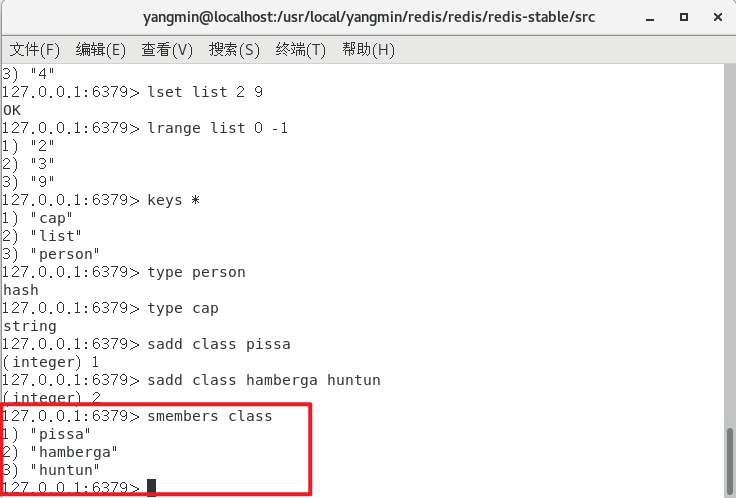 yangmin@localhost:/usr/local/yangmin/redis/redis/redis-stable/src
文件(F) 编辑(E) 查看(V) 搜索(S) 终端(T) 帮助(H)
3) "4"
127.0.0.1:6379> lset list 2 9
OK
127.0.0.1:6379> lrange list 0 -1
1) "2"
2) "3"
3) "9"
127.0.0.1:6379> keys *
1) "cap"
2) "list"
3) "person"
127.0.0.1:6379> type person
hash
127.0.0.1:6379> type cap
string
127.0.0.1:6379> sadd class pissa
(integer) 1
127.0.0.1:6379> sadd class hamberga huntun
(integer) 2
127.0.0.1:6379> smembers class
1) "pissa"
2) "hamberga"
3) "huntun"
127.0.0.1:6379>